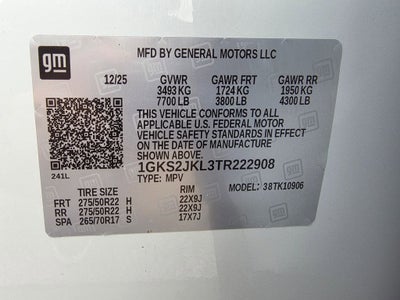 gm
MFD BY GENERAL MOTORS LLC
12/25 GVWR GAWR FRT GAWR RR
3493 KG 1724 KG 1950 KG
7700 LB 3800 LB 4300 LB
THIS VEHICLE CONFORMS TO ALL
APPLICABLE U.S. FEDERAL MOTOR
VEHICLE SAFETY STANDARDS IN EFFECT
ON THE DATE OF MANUFACTURE SHOWN ABOVE.
1GKS2JKL3TR222908
241L TYPE: MPV MODEL: 38TK10906
TIRE SIZE RIM
FRT 275/50R22 H 22X9J
RR 275/50R22 H 22X9J
SPA 265/70R17 S 17X7J